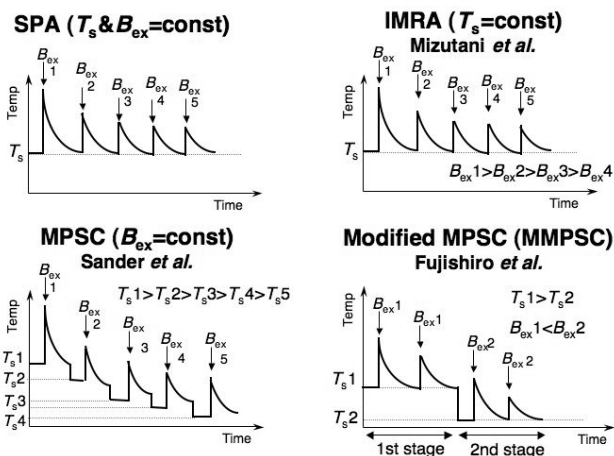 SPA (Ts&Bex=const)
Bex
1
Bex
2
Bex
3
Bex
4
Bex
5
Temp
Ts
Time
IMRA (Ts=const)
Mizutani et al.
Bex
1
Bex
2
Bex
3
Bex
4
Bex
5
Temp
Ts
Bex1>Bex2>Bex3>Bex4
Time
MPSC (Bex=const)
Sander et al.
Bex
1
Ts1>Ts2>Ts3>Ts4>Ts5
Bex
2
Bex
3
Bex
4
Bex
5
Temp
Ts1
Ts2
Ts3
Ts4
Time
Modified MPSC (MMPSC)
Fujishiro et al.
Bex1
Bex1
Ts1>Ts2
Bex1<Bex2
Bex2
Bex2
Temp
Ts1
Ts2
Time
1st stage
2nd stage